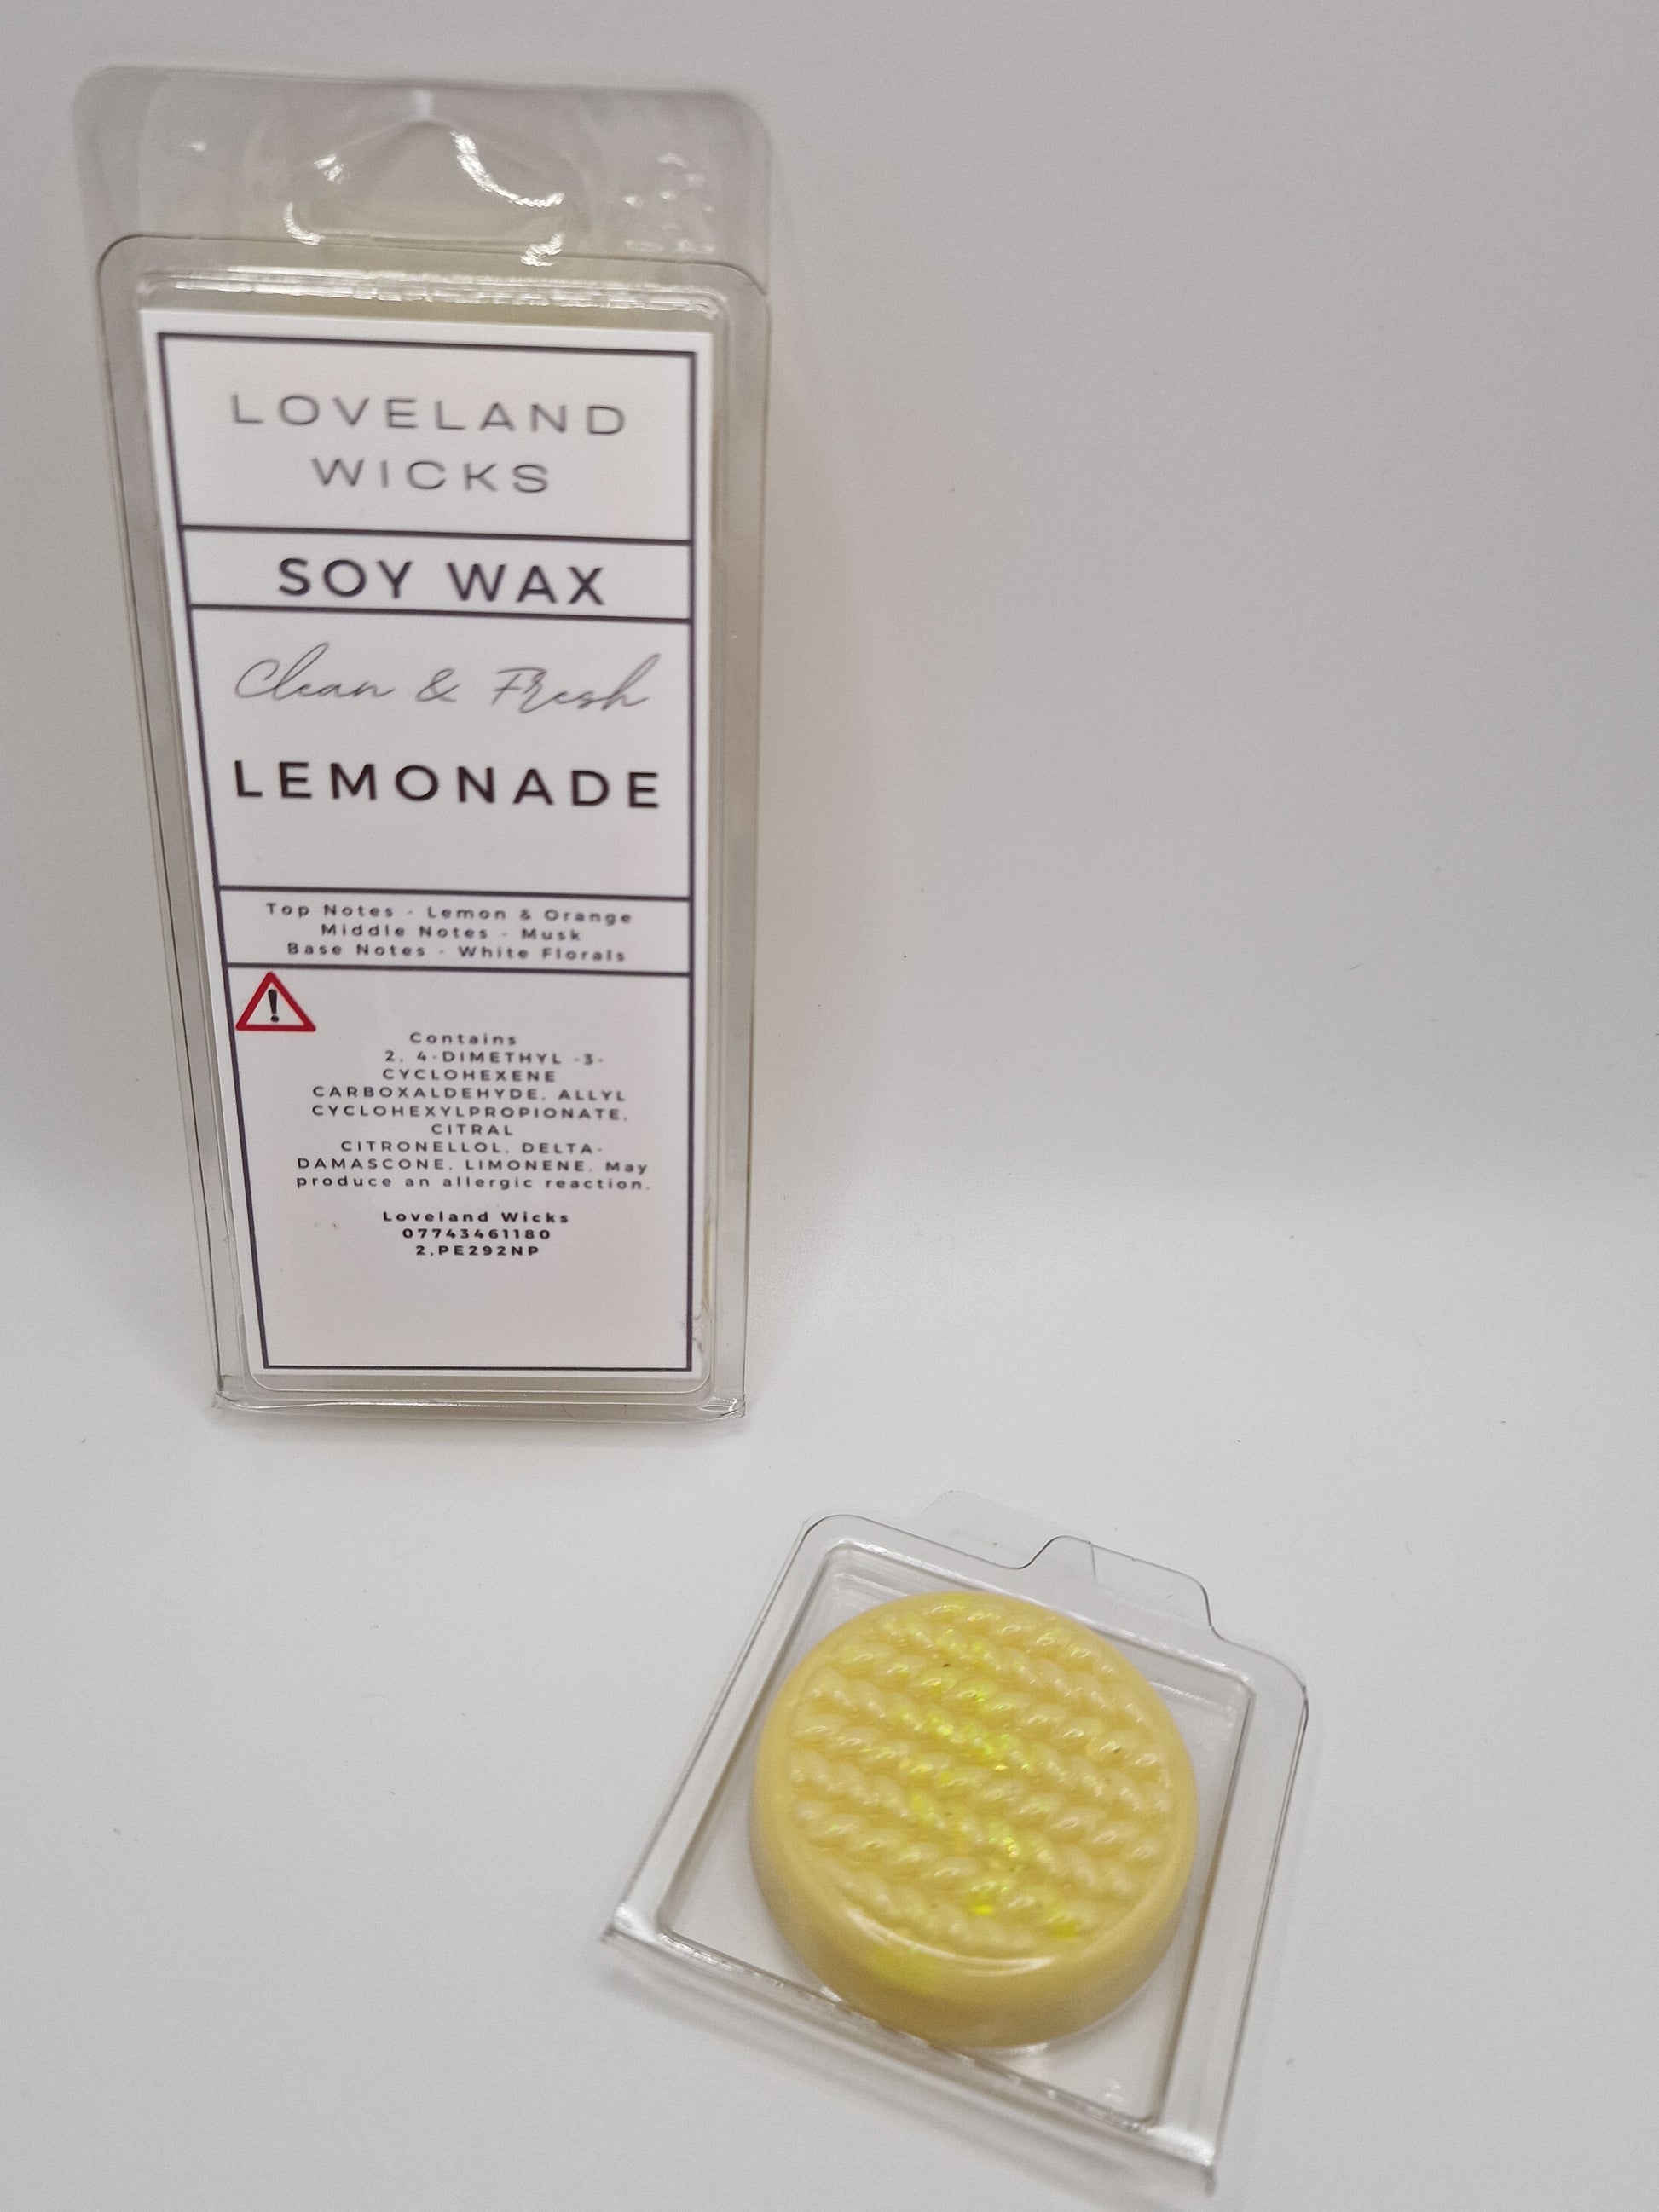 LOVELAND
WICKS
SOY WAX
Clean & Fresh
LEMONADE
Top Notes - Lemon & Orange
Middle Notes - Musk
Base Notes - White Florals
!
Contains
2, 4-DIMETHYL -3-
CYCLOHEXENE
CARBOXALDEHYDE, ALLYL
CYCLOHEXYLPROPIONATE,
CITRAL
CITRONELLOL, DELTA-
DAMASCONE, LIMONENE, May
produce an allergic reaction.
Loveland Wicks
07743461180
2,PE292NP